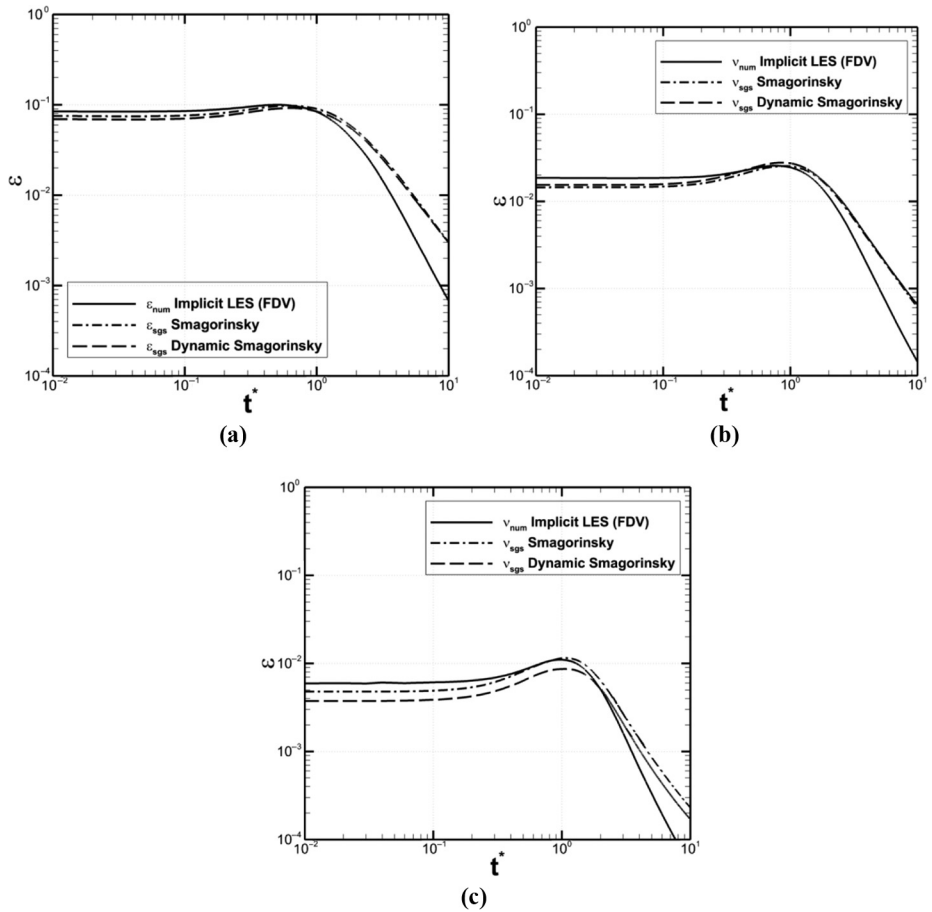 10⁰
10⁻¹
10⁻²
10⁻³
10⁻⁴
ε
ε_num Implicit LES (FDV)
ε_sgs Smagorinsky
ε_sgs Dynamic Smagorinsky
10⁻² 10⁻¹ 10⁰ 10¹
t*
(a)
10⁰
10⁻¹
10⁻²
10⁻³
10⁻⁴
ε
ν_num Implicit LES (FDV)
ν_sgs Smagorinsky
ν_sgs Dynamic Smagorinsky
10⁻² 10⁻¹ 10⁰ 10¹
t*
(b)
10⁰
10⁻¹
10⁻²
10⁻³
10⁻⁴
ε
ν_num Implicit LES (FDV)
ν_sgs Smagorinsky
ν_sgs Dynamic Smagorinsky
10⁻² 10⁻¹ 10⁰ 10¹
t*
(c)